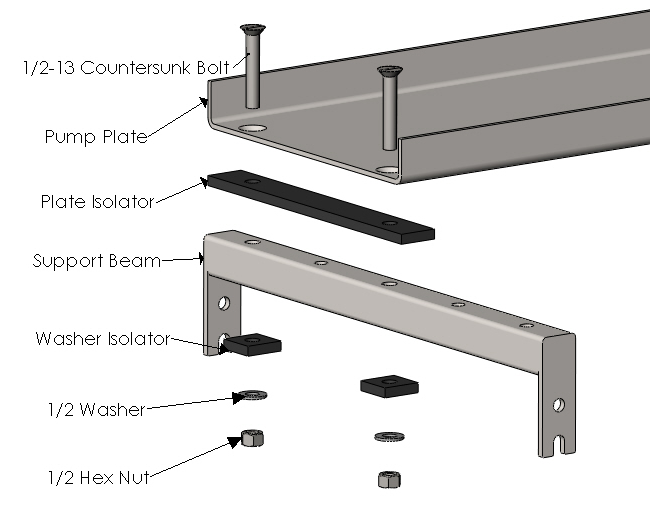 1/2-13 Countersunk Bolt
Pump Plate
Plate Isolator
Support Beam
Washer Isolator
1/2 Washer
1/2 Hex Nut